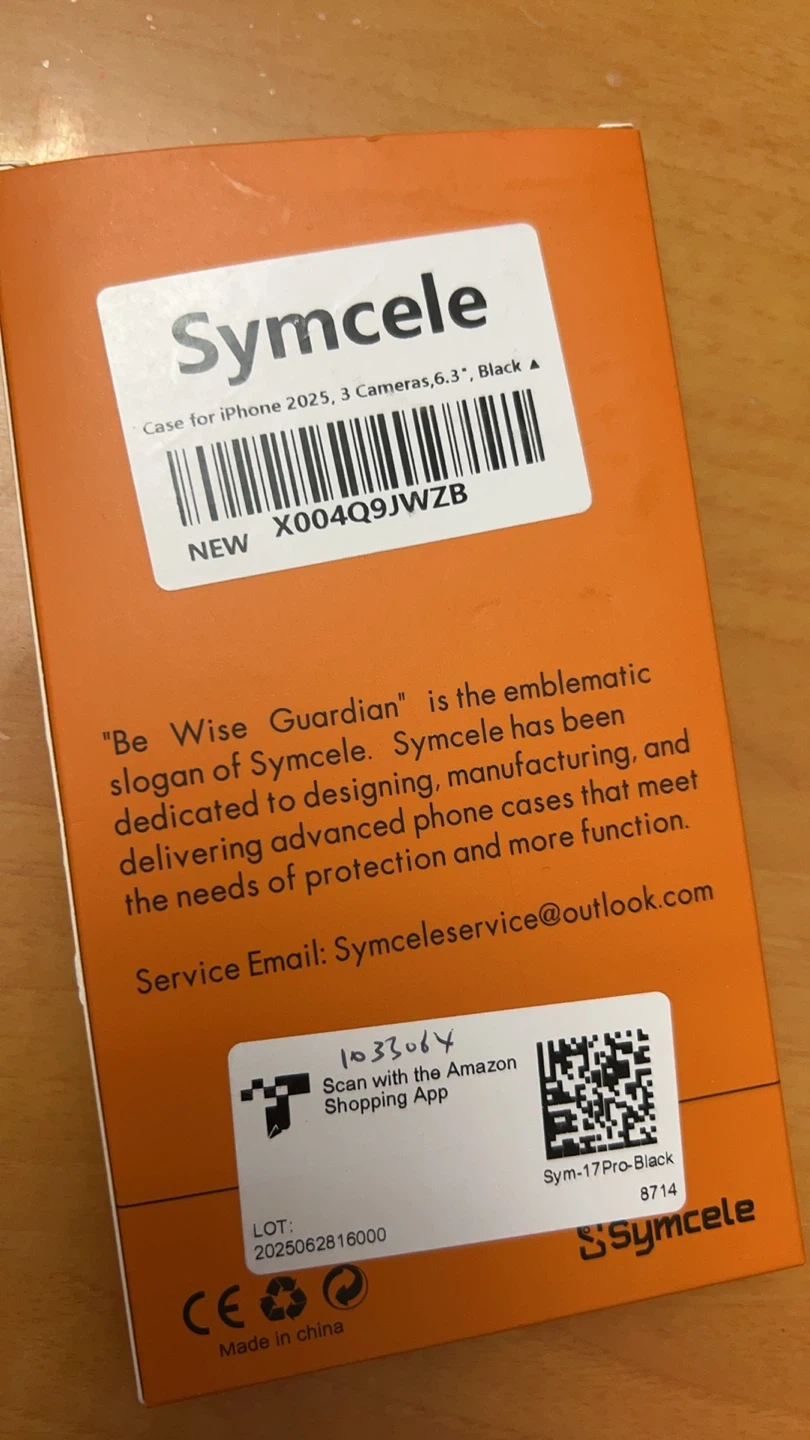 Symcele
Case for iPhone 2025, 3 Cameras,6.3", Black ▲
NEW X004Q9JWZB
"Be Wise Guardian" is the emblematic
slogan of Symcele. Symcele has been
dedicated to designing, manufacturing, and
delivering advanced phone cases that meet
the needs of protection and more function.
Service Email: Symceleservice@outlook.com
1033064
Scan with the Amazon
Shopping App
Sym-17Pro-Black
8714
LOT:
2025062816000
Symcele
CE
Made in china